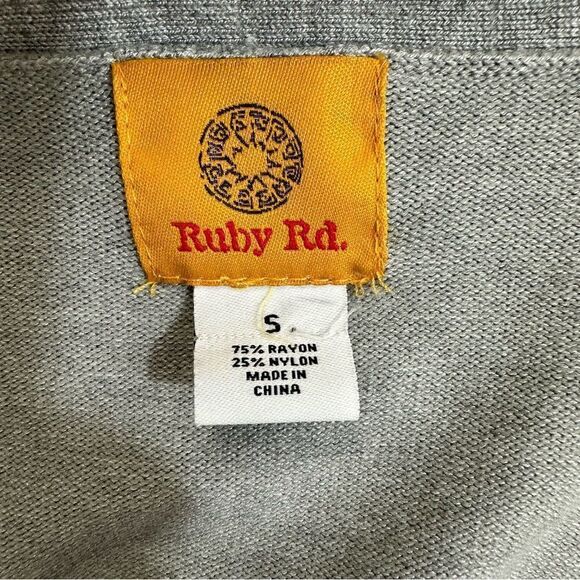 Ruby Rd.
S
75% RAYON
25% NYLON
MADE IN
CHINA